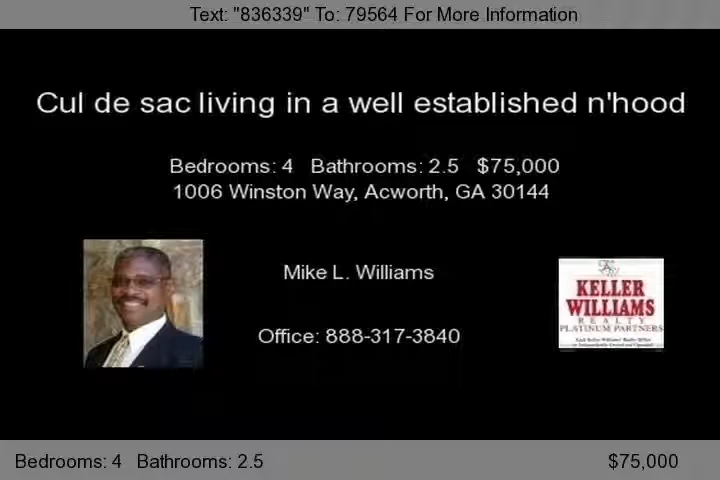 Text: "836339" To: 79564 For More Information
Cul de sac living in a well established n'hood
Bedrooms: 4 Bathrooms: 2.5 $75,000
1006 Winston Way, Acworth, GA 30144
Mike L. Williams
Office: 888-317-3840
KELLER
WILLIAMS
REALTY
PLATINUM PARTNERS
Bedrooms: 4 Bathrooms: 2.5 $75,000